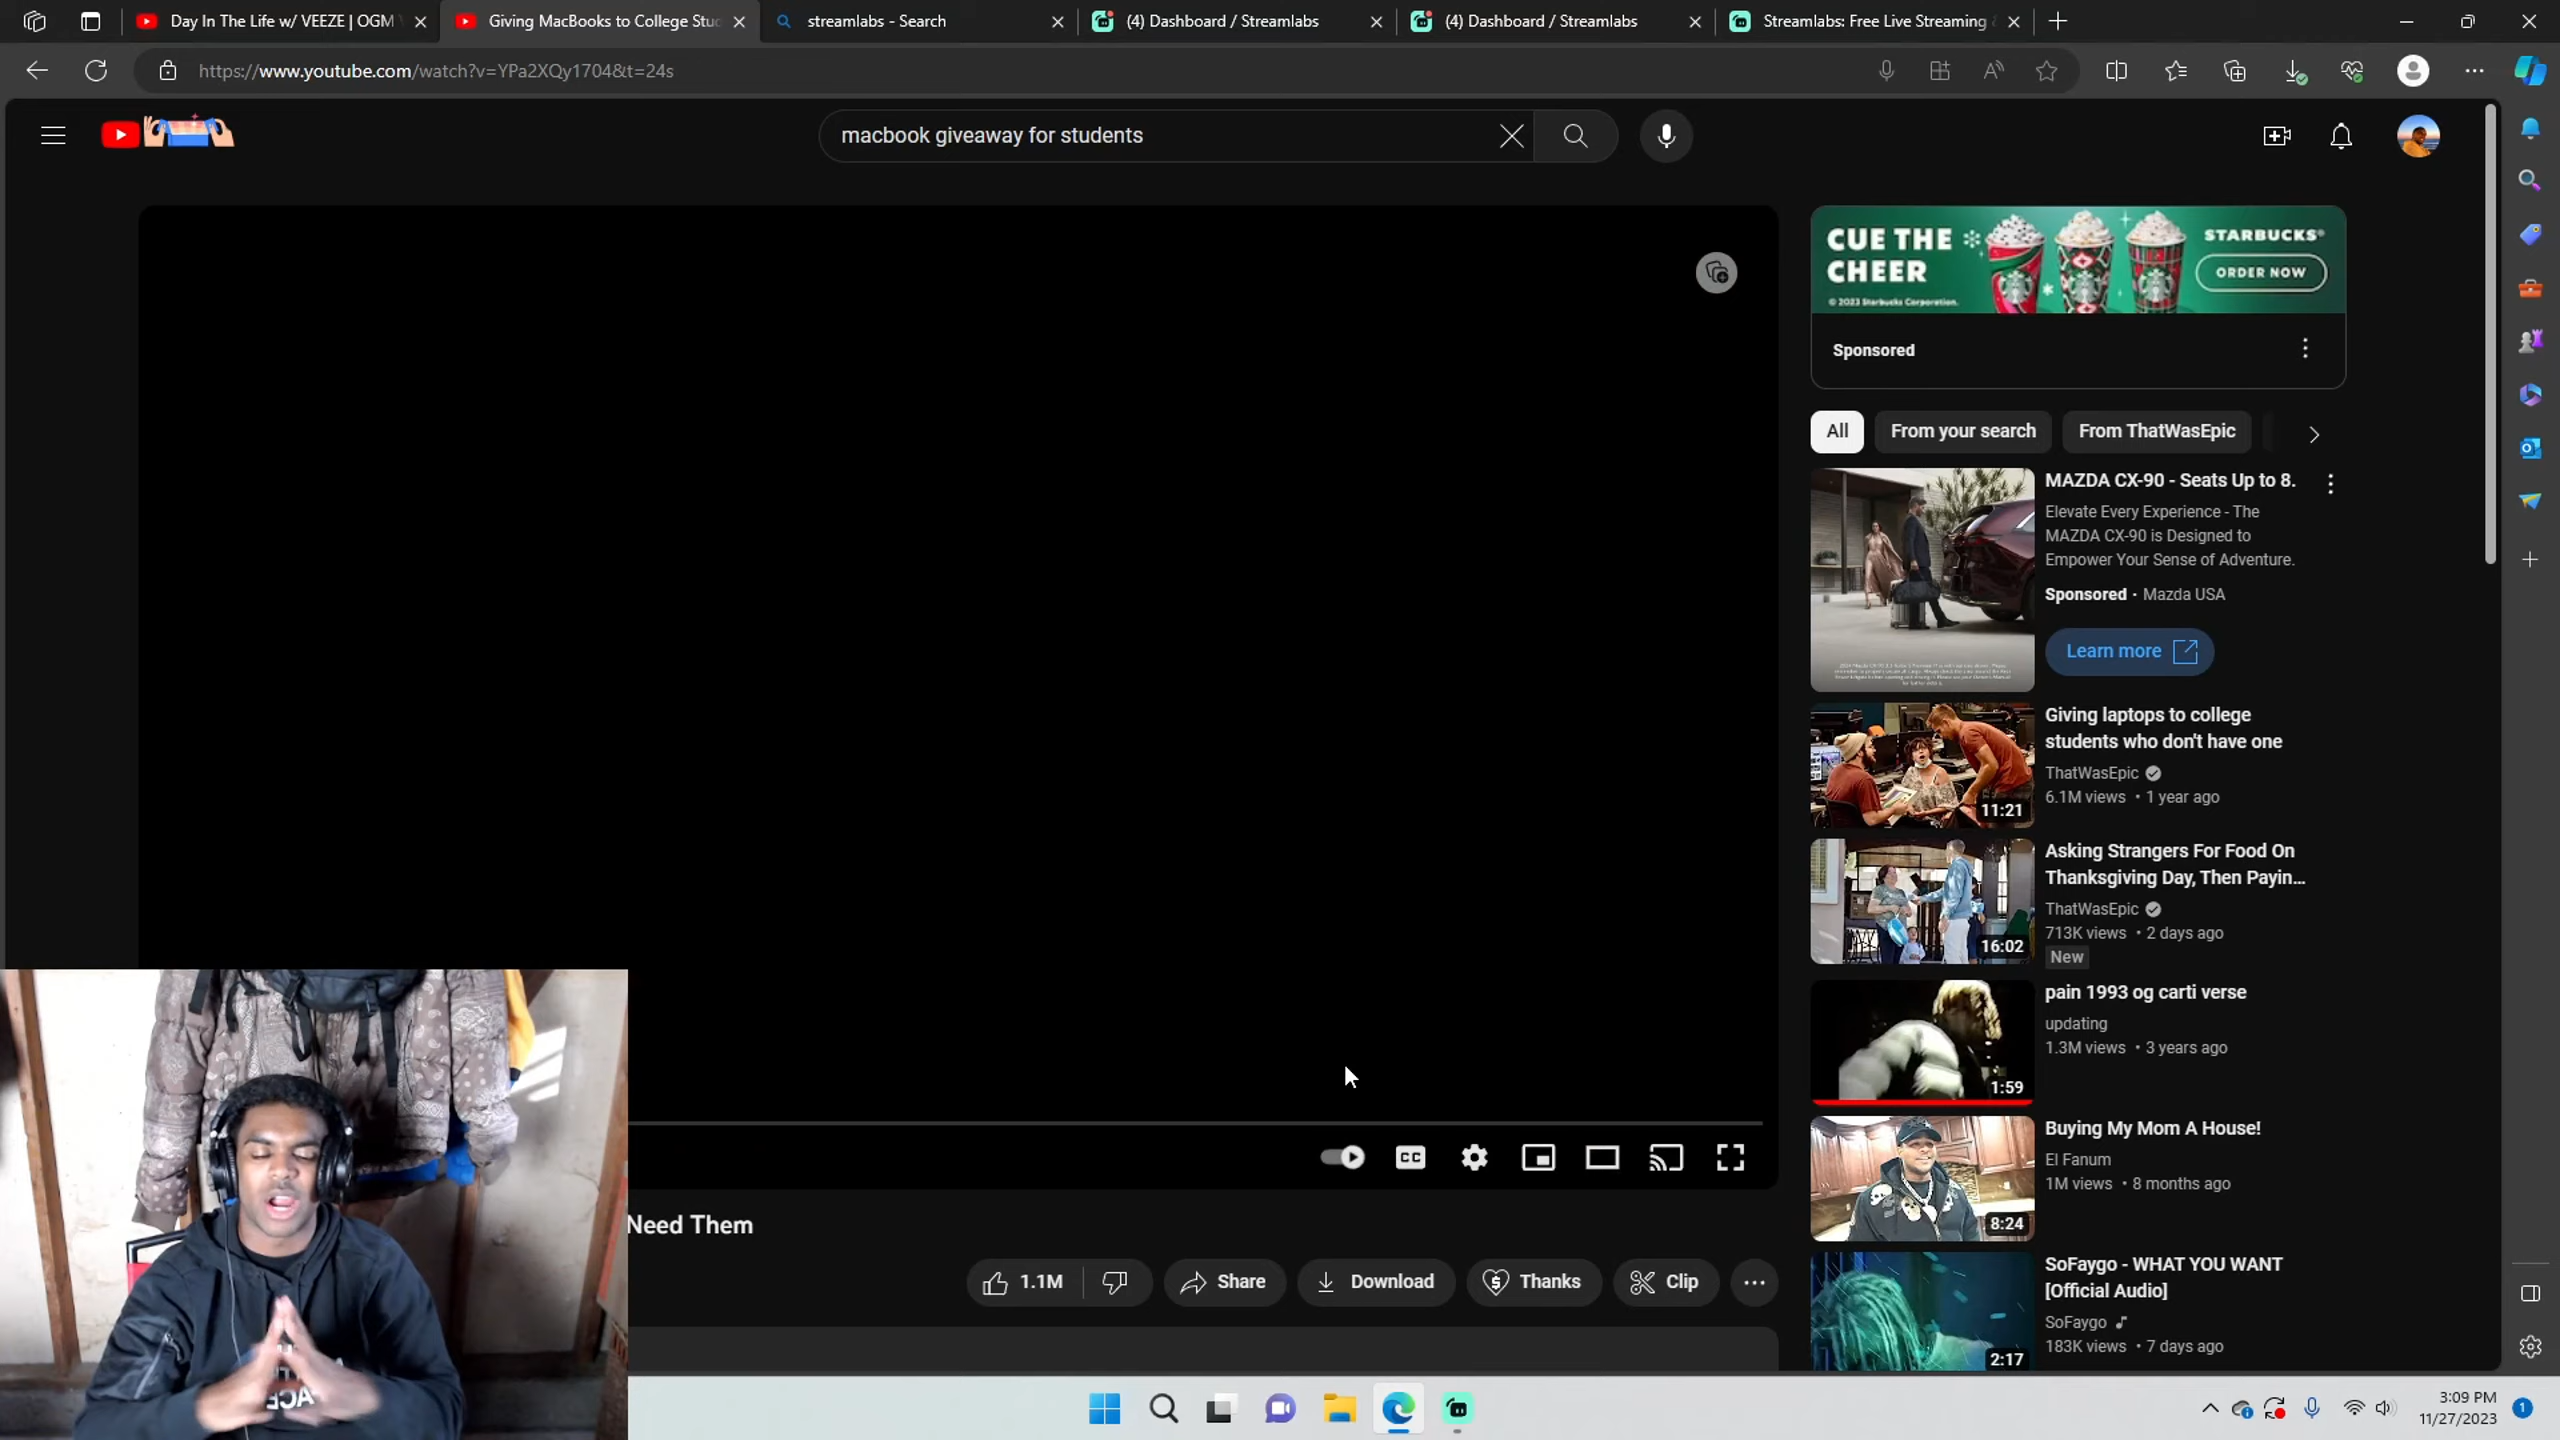 Day In The Life w/ VEEZE | OGM
Giving MacBooks to College Stud
streamlabs - Search
(4) Dashboard / Streamlabs
(4) Dashboard / Streamlabs
Streamlabs: Free Live Streaming
https://www.youtube.com/watch?v=YPa2XQy1704&t=24s
macbook giveaway for students
CUE THE
CHEER
STARBUCKS®
ORDER NOW
© 2023 Starbucks Corporation.
Sponsored
All
From your search
From ThatWasEpic
MAZDA CX-90 - Seats Up to 8.
Elevate Every Experience - The
MAZDA CX-90 is Designed to
Empower Your Sense of Adventure.
Sponsored · Mazda USA
Learn more
Giving laptops to college
students who don't have one
ThatWasEpic
6.1M views • 1 year ago
11:21
Asking Strangers For Food On
Thanksgiving Day, Then Payin...
ThatWasEpic
713K views • 2 days ago
New
16:02
pain 1993 og carti verse
updating
1.3M views • 3 years ago
1:59
Buying My Mom A House!
El Fanum
1M views • 8 months ago
8:24
SoFaygo - WHAT YOU WANT
[Official Audio]
SoFaygo
183K views • 7 days ago
2:17
CC
Need Them
1.1M
Share
Download
Thanks
Clip
3:09 PM
11/27/2023
1